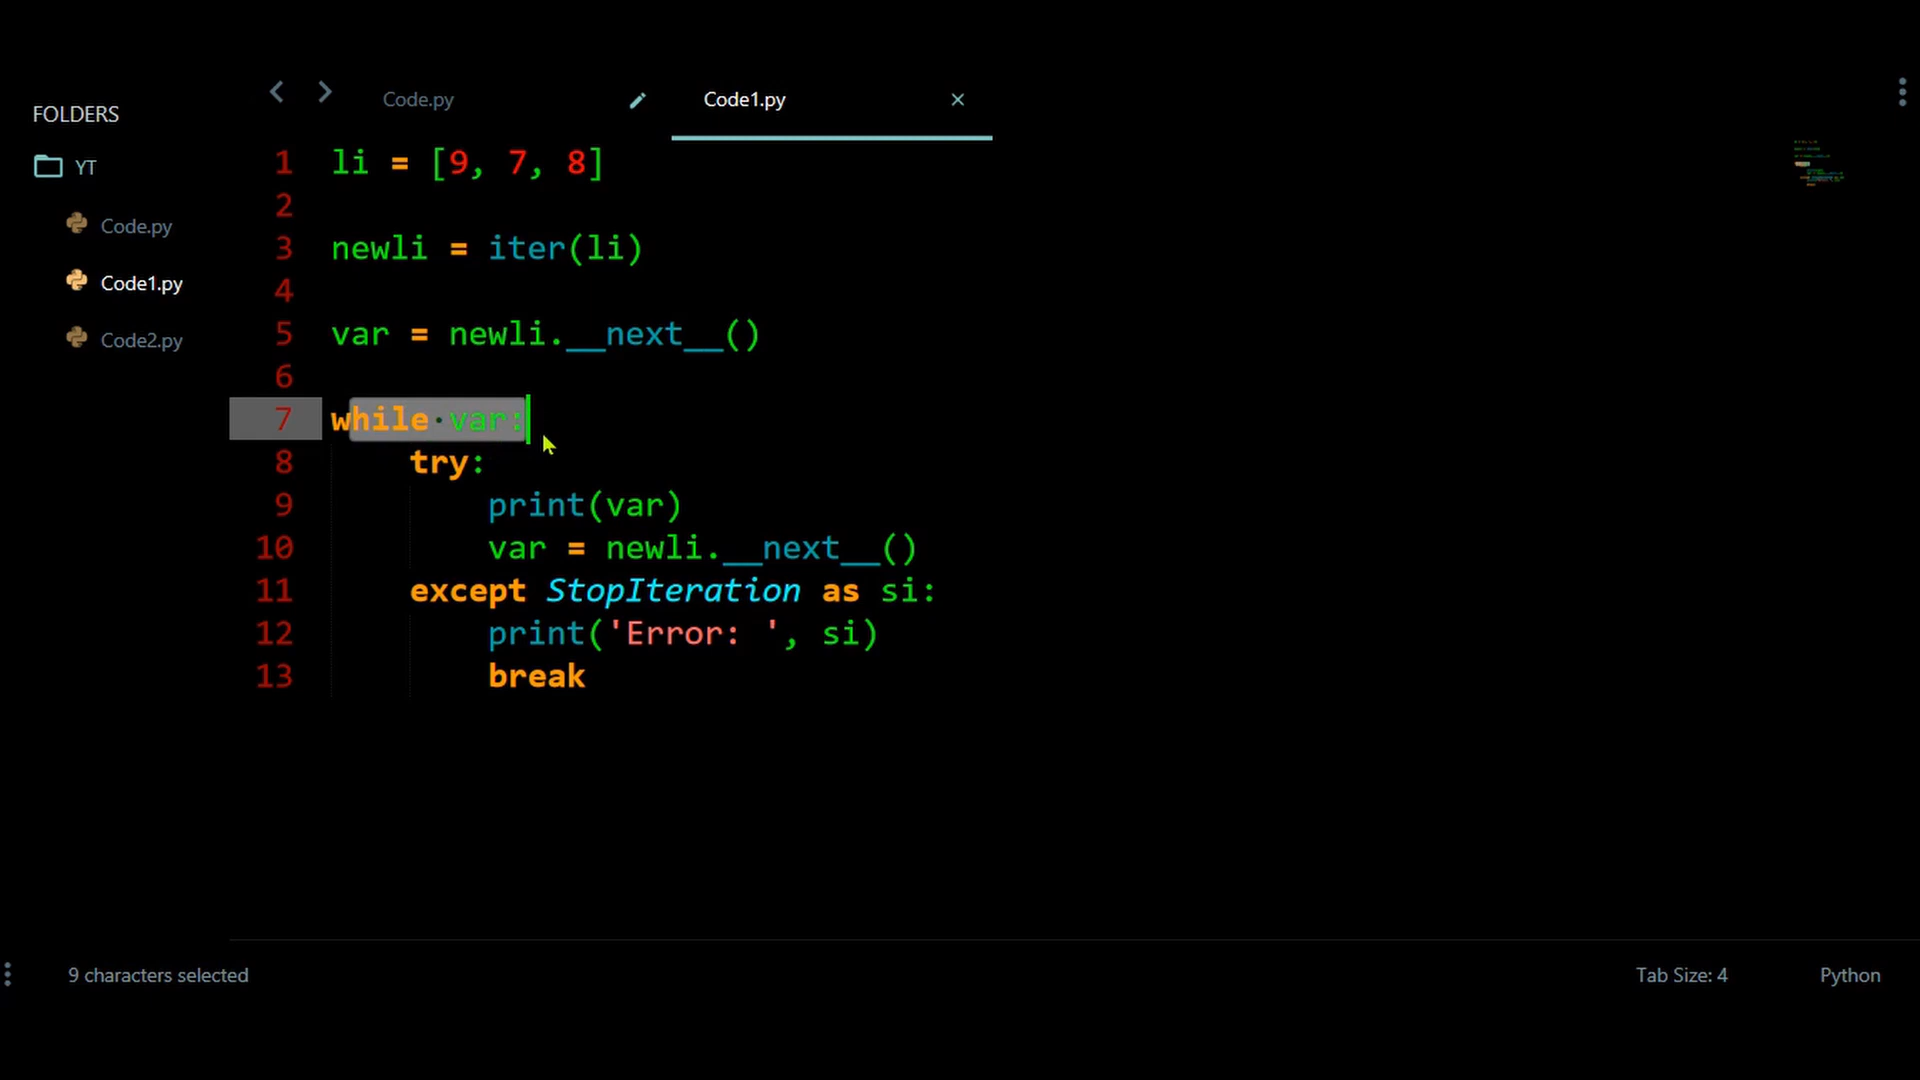 FOLDERS
YT
Code.py
Code1.py
Code2.py
Code.py
Code1.py
1 li = [9, 7, 8]
2
3 newli = iter(li)
4
5 var = newli.__next__()
6
7 while var:
8 try:
9 print(var)
10 var = newli.__next__()
11 except StopIteration as si:
12 print('Error: ', si)
13 break
9 characters selected
Tab Size: 4
Python